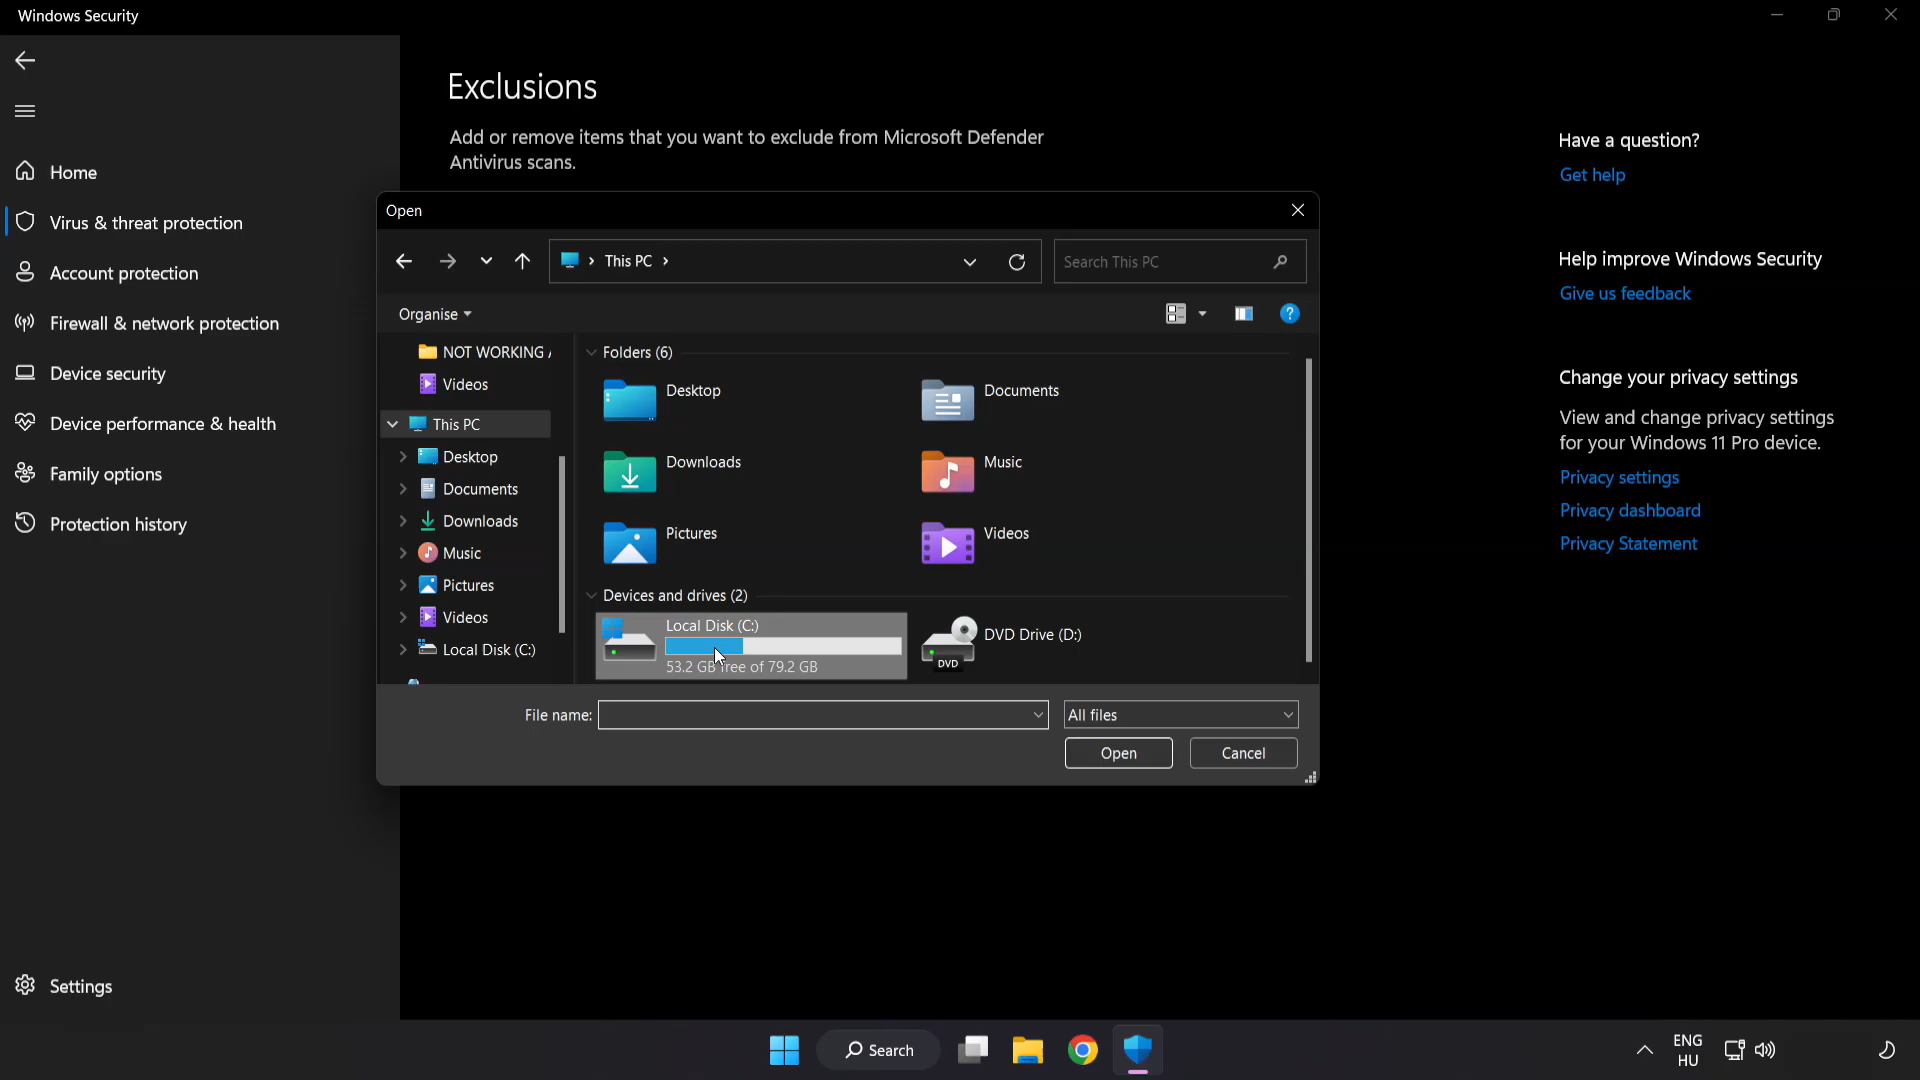 Windows Security
Home
Virus & threat protection
Account protection
Firewall & network protection
Device security
Device performance & health
Family options
Protection history
Settings
Exclusions
Add or remove items that you want to exclude from Microsoft Defender
Antivirus scans.
Have a question?
Get help
Help improve Windows Security
Give us feedback
Change your privacy settings
View and change privacy settings
for your Windows 11 Pro device.
Privacy settings
Privacy dashboard
Privacy Statement
Open
This PC
Search This PC
Organise
NOT WORKING
Videos
This PC
Desktop
Documents
Downloads
Music
Pictures
Videos
Local Disk (C:)
Folders (6)
Desktop
Documents
Downloads
Music
Pictures
Videos
Devices and drives (2)
Local Disk (C:)
53.2 GB free of 79.2 GB
DVD Drive (D:)
DVD
File name:
All files
Open
Cancel
Search
ENG
HU